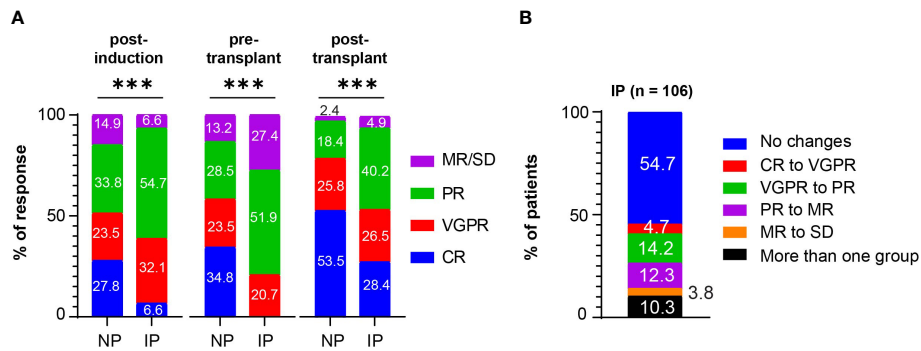 A
post-
induction
pre-
transplant
post-
transplant
***
***
***
% of response
100
50
0
14.9
33.8
23.5
27.8
6.6
54.7
32.1
6.6
13.2
28.5
23.5
34.8
27.4
51.9
20.7
2.4
18.4
25.8
53.5
4.9
40.2
26.5
28.4
NP
IP
NP
IP
NP
IP
MR/SD
PR
VGPR
CR
B
IP (n = 106)
% of patients
100
50
0
54.7
4.7
14.2
12.3
3.8
10.3
No changes
CR to VGPR
VGPR to PR
PR to MR
MR to SD
More than one group